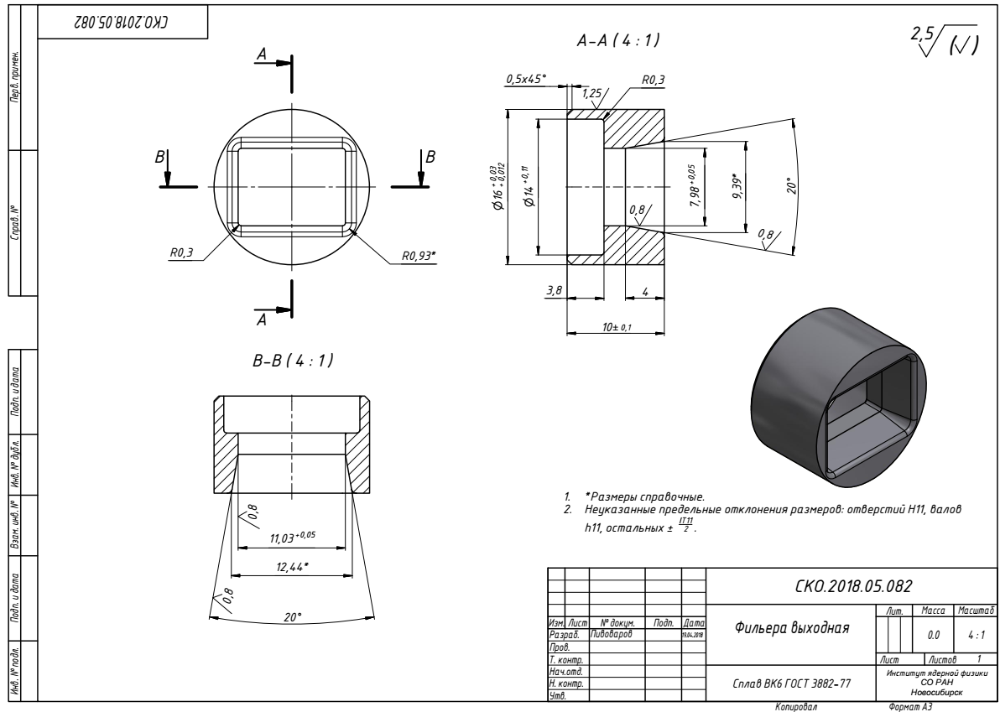 СКО.2018.05.082
Перв. примен.
Справ. №
Подп. и дата
Инв. № дубл.
Взам. инв. №
Подп. и дата
Инв. № подл.
А
А
В
В
R0,3
R0,93*
А-А ( 4 : 1 )
2,5 (√)
0,5x45°
1,25
R0,3
Ø16 +0,03 +0,012
Ø14 +0,11
7,98 +0,05
9,39*
20°
0,8
0,8
3,8
4
10± 0,1
В-В ( 4 : 1 )
0,8
11,03 +0,05
12,44*
0,8
20°
1. *Размеры справочные.
2. Неуказанные предельные отклонения размеров: отверстий Н11, валов
h11, остальных ± IT11/2 .
СКО.2018.05.082
Изм. Лист № докум. Подп. Дата
Разраб. Пивоваров 19.04.2018
Пров.
Т. контр.
Нач.отд.
Н. контр.
Утв.
Фильера выходная
Лит. Масса Масштаб
0.0 4 : 1
Лист Листов 1
Сплав ВК6 ГОСТ 3882-77
Институт ядерной физики
СО РАН
Новосибирск
Копировал Формат А3